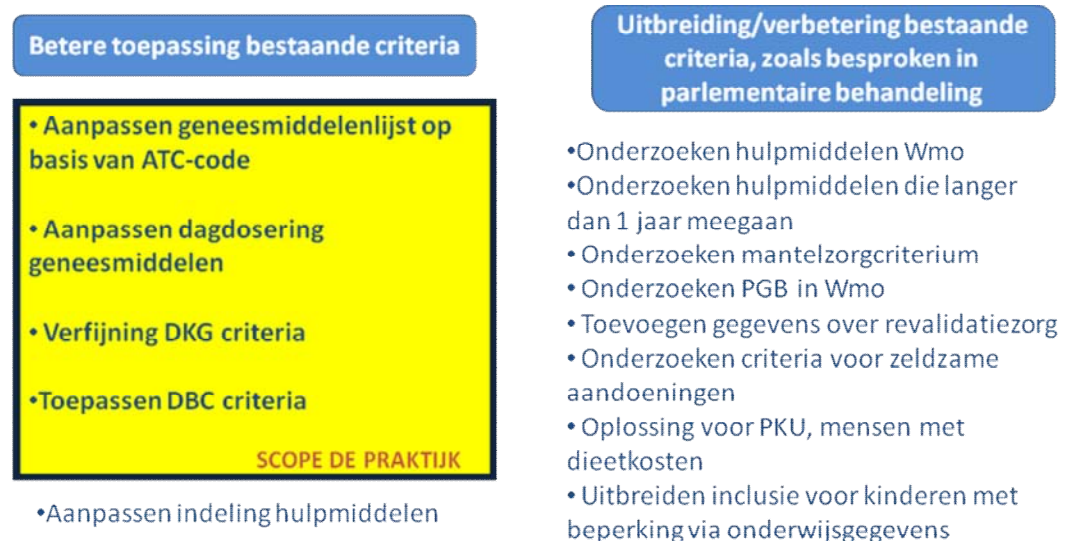 Betere toepassing bestaande criteria
• Aanpassen geneesmiddelenlijst op
basis van ATC-code
• Aanpassen dagdosering
geneesmiddelen
• Verfijning DKG criteria
•Toepassen DBC criteria
SCOPE DE PRAKTIJK
•Aanpassen indeling hulpmiddelen
Uitbreiding/verbetering bestaande
criteria, zoals besproken in
parlementaire behandeling
•Onderzoeken hulpmiddelen Wmo
•Onderzoeken hulpmiddelen die langer
dan 1 jaar meegaan
• Onderzoeken mantelzorgcriterium
• Onderzoeken PGB in Wmo
• Toevoegen gegevens over revalidatiezorg
• Onderzoeken criteria voor zeldzame
aandoeningen
• Oplossing voor PKU, mensen met
dieetkosten
• Uitbreiden inclusie voor kinderen met
beperking via onderwijsgegevens